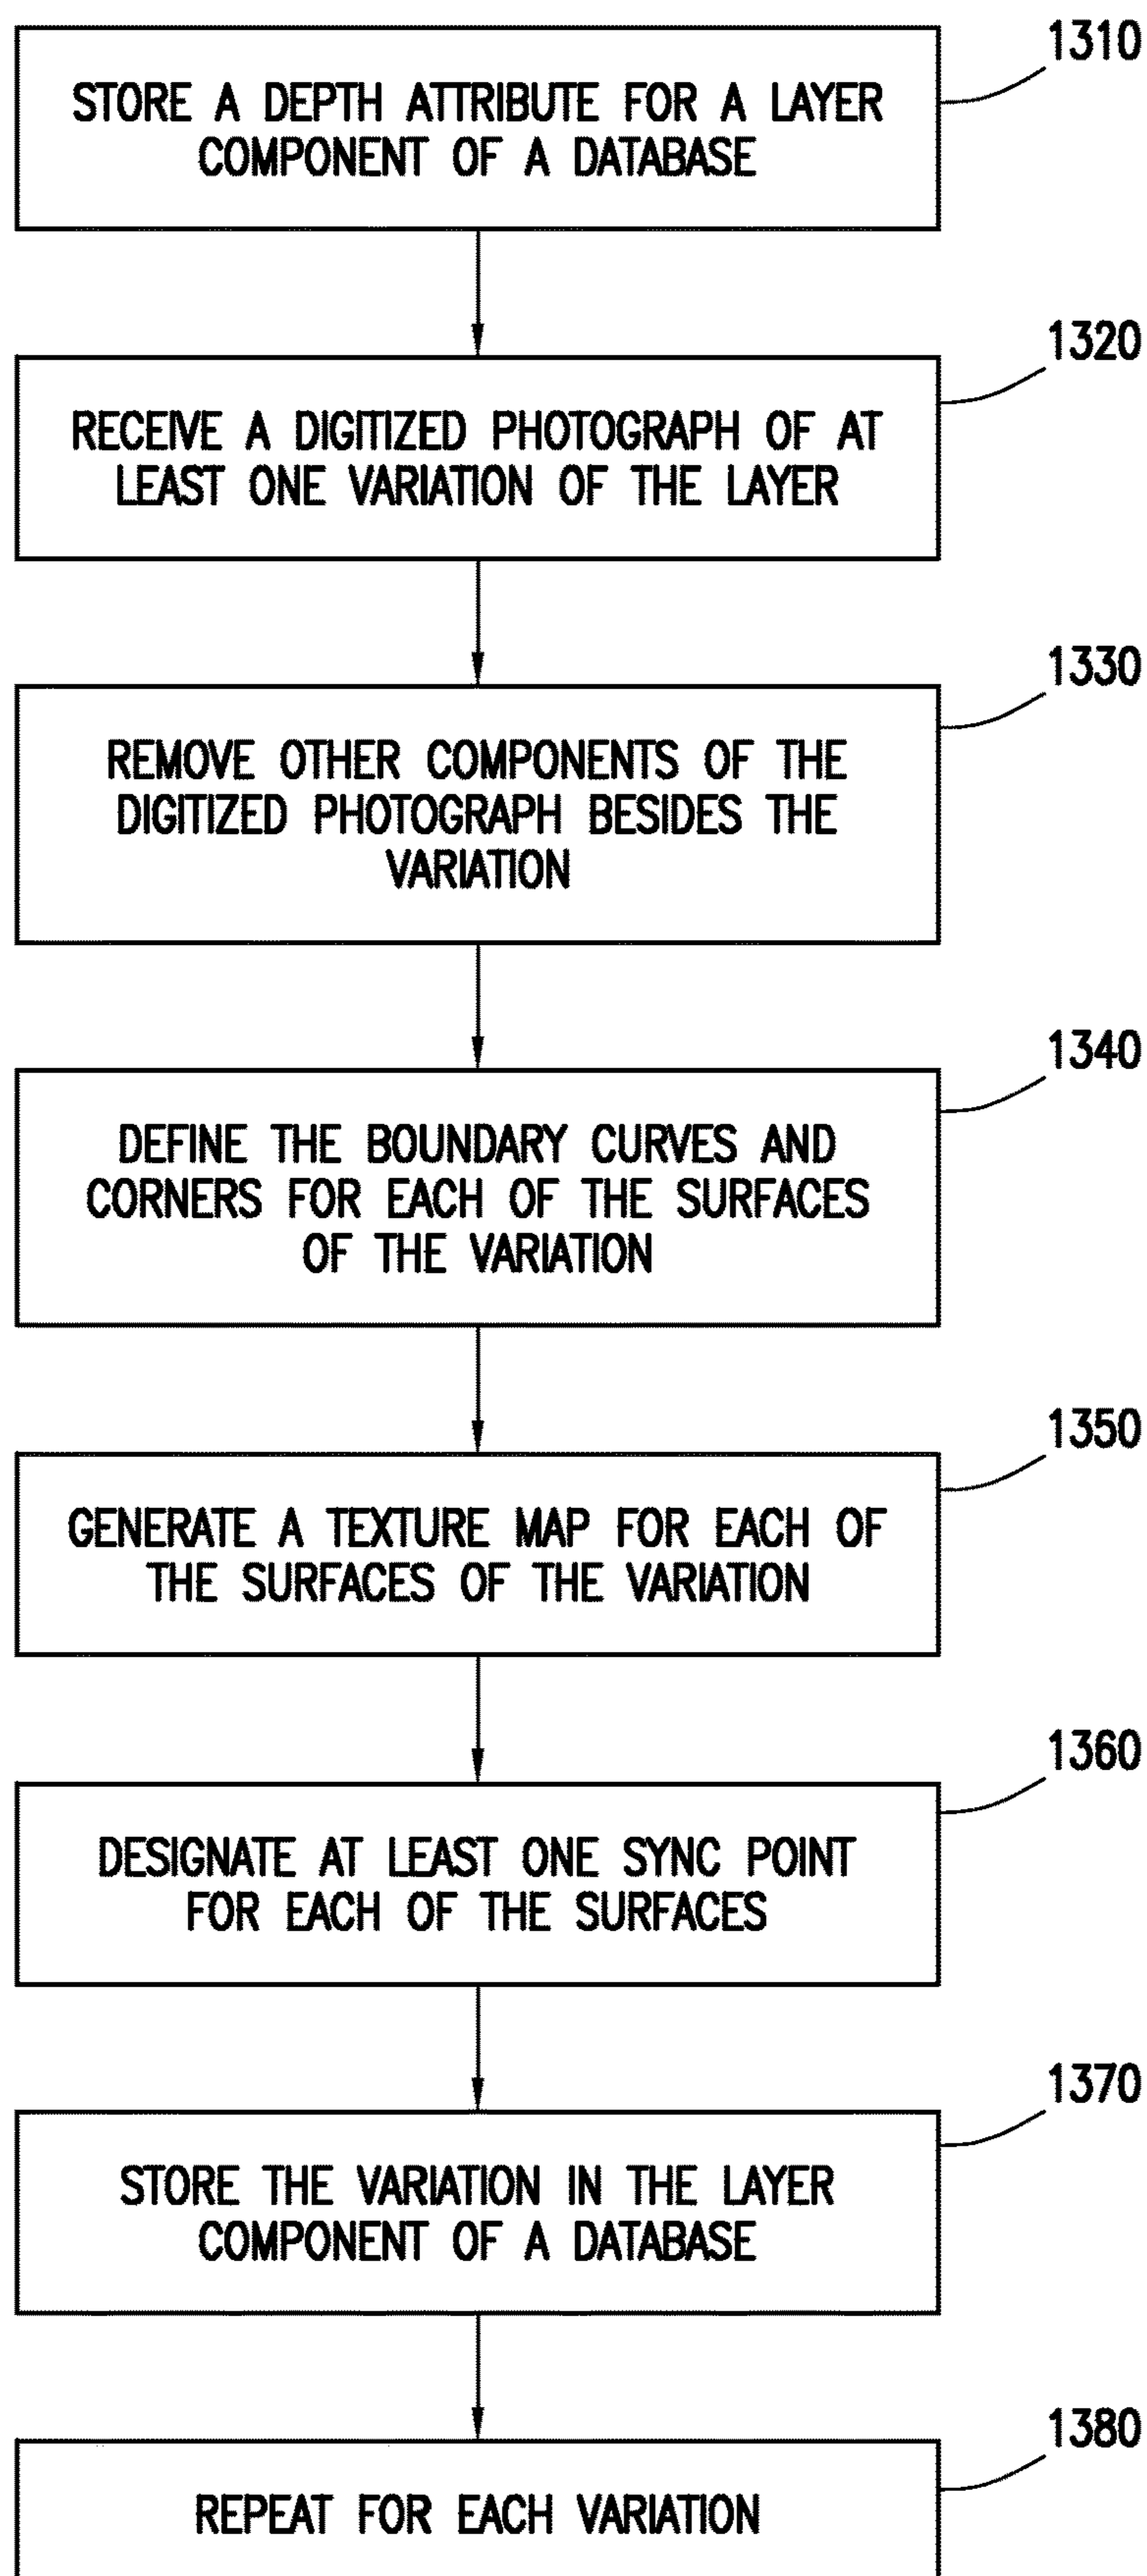 1310
STORE A DEPTH ATTRIBUTE FOR A LAYER
COMPONENT OF A DATABASE
1320
RECEIVE A DIGITIZED PHOTOGRAPH OF AT
LEAST ONE VARIATION OF THE LAYER
1330
REMOVE OTHER COMPONENTS OF THE
DIGITIZED PHOTOGRAPH BESIDES THE
VARIATION
1340
DEFINE THE BOUNDARY CURVES AND
CORNERS FOR EACH OF THE SURFACES
OF THE VARIATION
1350
GENERATE A TEXTURE MAP FOR EACH OF
THE SURFACES OF THE VARIATION
1360
DESIGNATE AT LEAST ONE SYNC POINT
FOR EACH OF THE SURFACES
1370
STORE THE VARIATION IN THE LAYER
COMPONENT OF A DATABASE
1380
REPEAT FOR EACH VARIATION